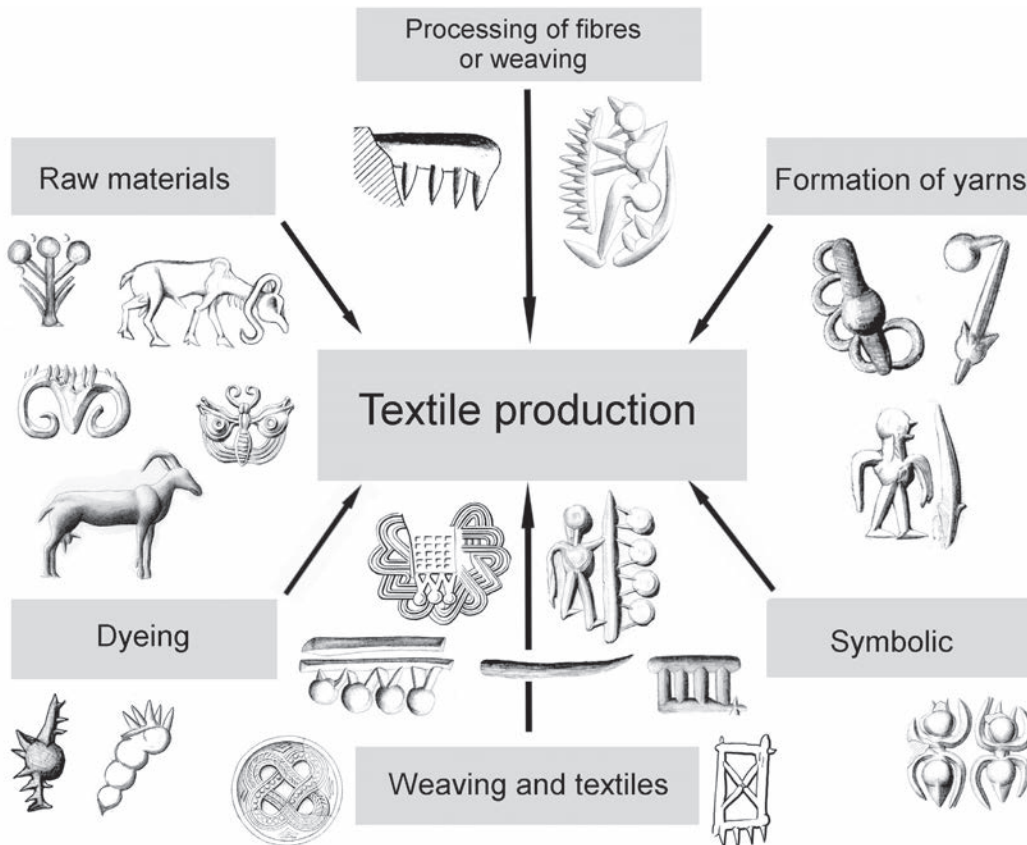 Processing of fibres
or weaving
Raw materials
Formation of yarns
Textile production
Dyeing
Symbolic
Weaving and textiles